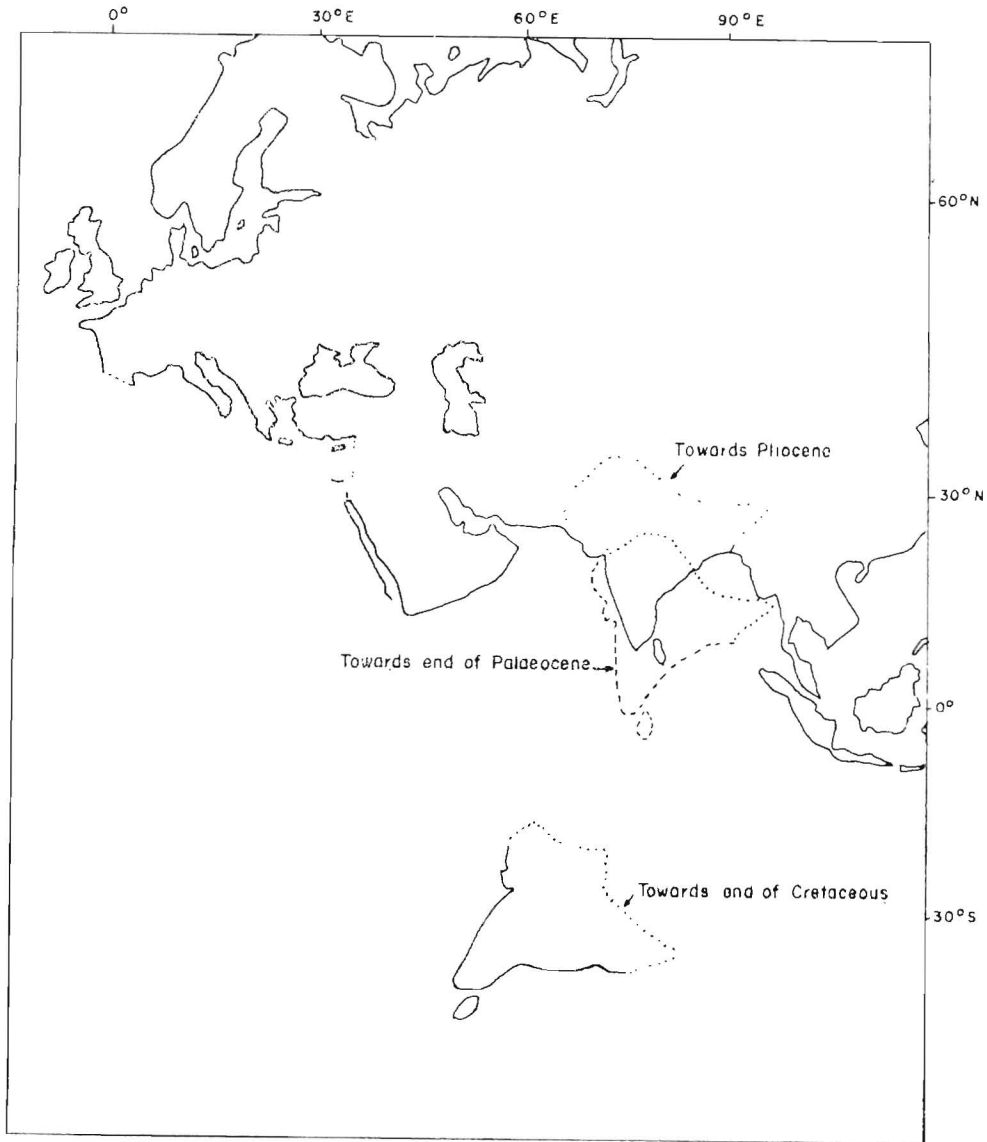 0°
30°E
60°E
90°E
60°N
Towards Pliocene
30°N
Towards end of Palaeocene
0°
Towards end of Cretaceous
30°S